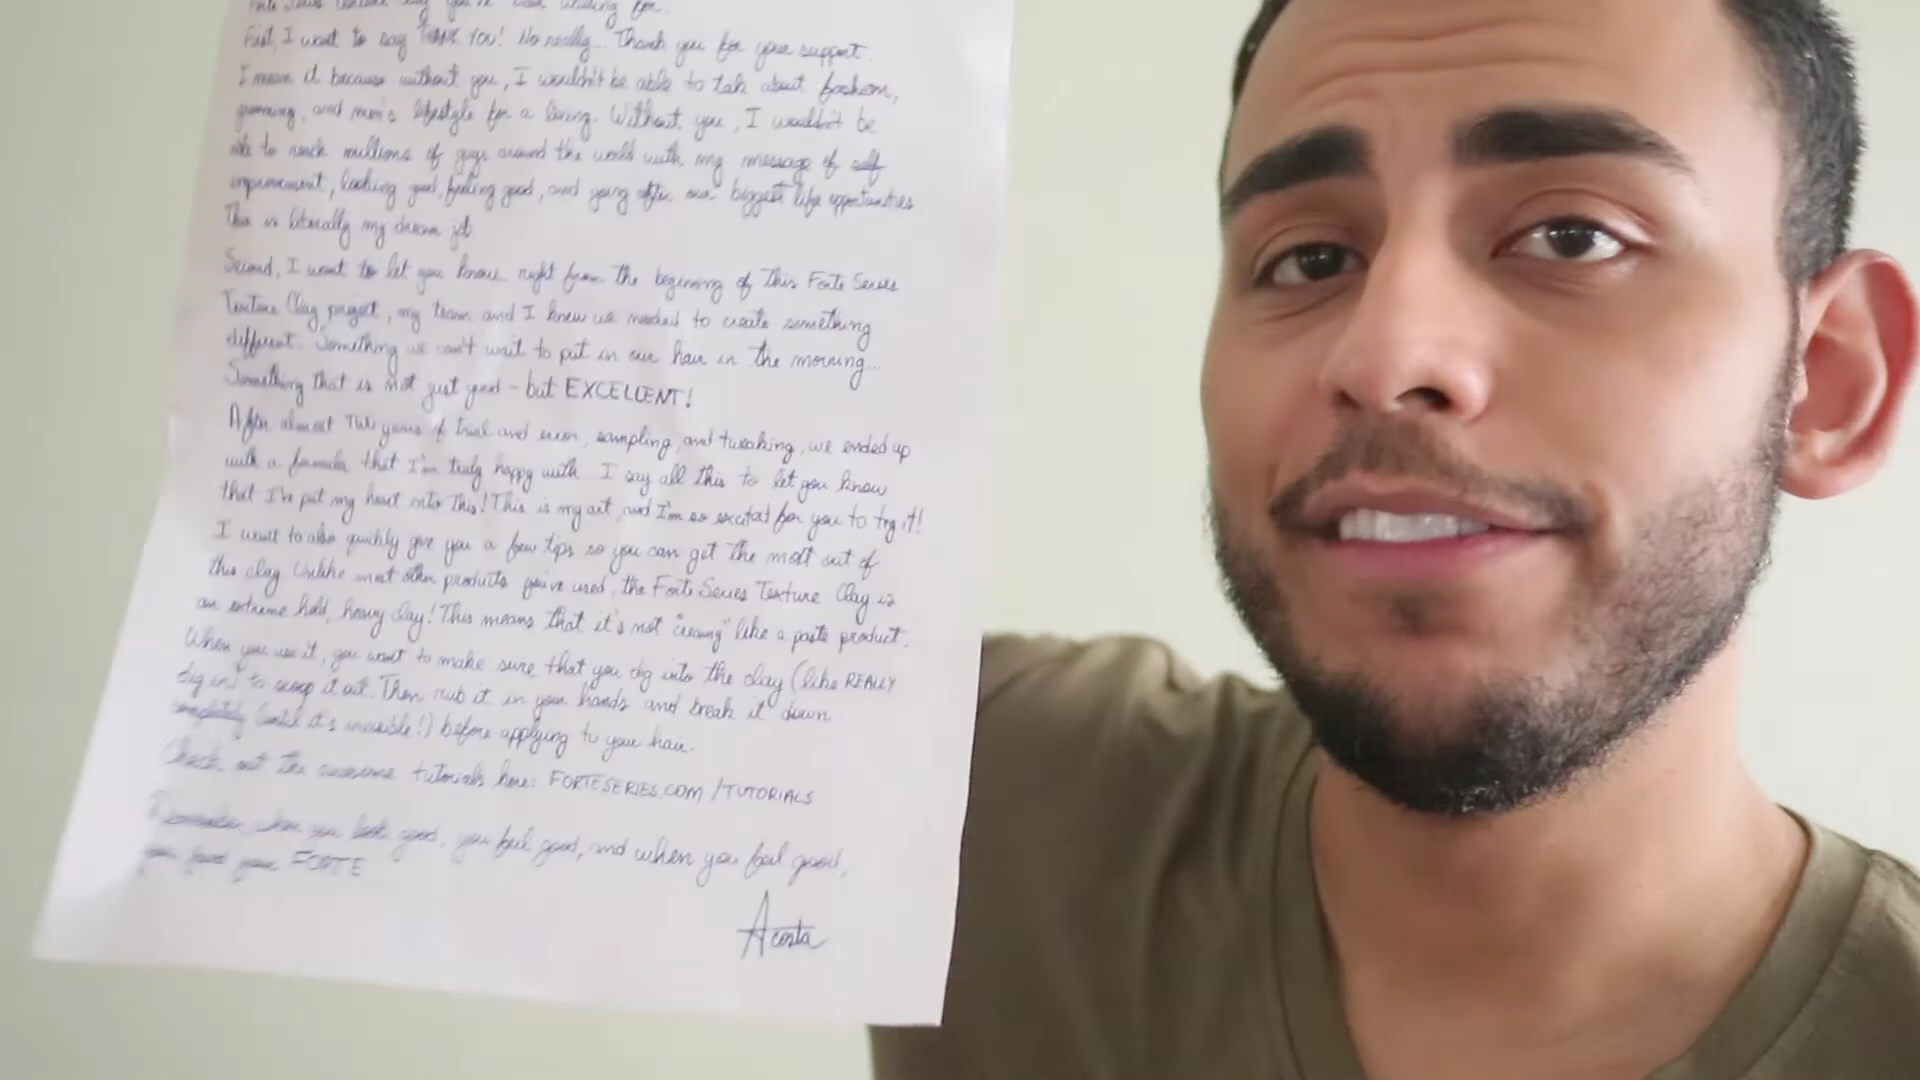 Forte Series Texture Clay you've been waiting for.
First, I want to say THANK YOU! No really... Thank you for your support.
I mean it because without you, I wouldn't be able to talk about fashion,
grooming, and men's lifestyle for a living. Without you, I wouldn't be
able to reach millions of guys around the world with my message of self
improvement, looking good, feeling good, and going after our biggest life opportunities
This is literally my dream job
Second, I want to let you know right from the beginning of this Forte Series
Texture Clay project, my team and I knew we needed to create something
different. Something we can't wait to put in our hair in the morning...
Something that is not just good - but EXCELLENT!
After almost TWO years of trial and error, sampling, and tweaking, we ended up
with a formula that I'm truly happy with. I say all this to let you know
that I've put my heart into this! This is my art, and I'm so excited for you to try it!
I want to also quickly give you a few tips so you can get the most out of
this clay. Unlike most other products you've used, the Forte Series Texture Clay is
an extreme hold, heavy clay! This means that it's not "creamy" like a paste product.
When you use it, you want to make sure that you dig into the clay (like REALLY
dig in) to scoop it out. Then rub it in your hands and break it down
completely (until it's invisible!) before applying to your hair.
Check out the awesome tutorials here: FORTESERIES.COM/TUTORIALS
Remember, when you look good, you feel good, and when you feel good,
you your FORTE
Acosta